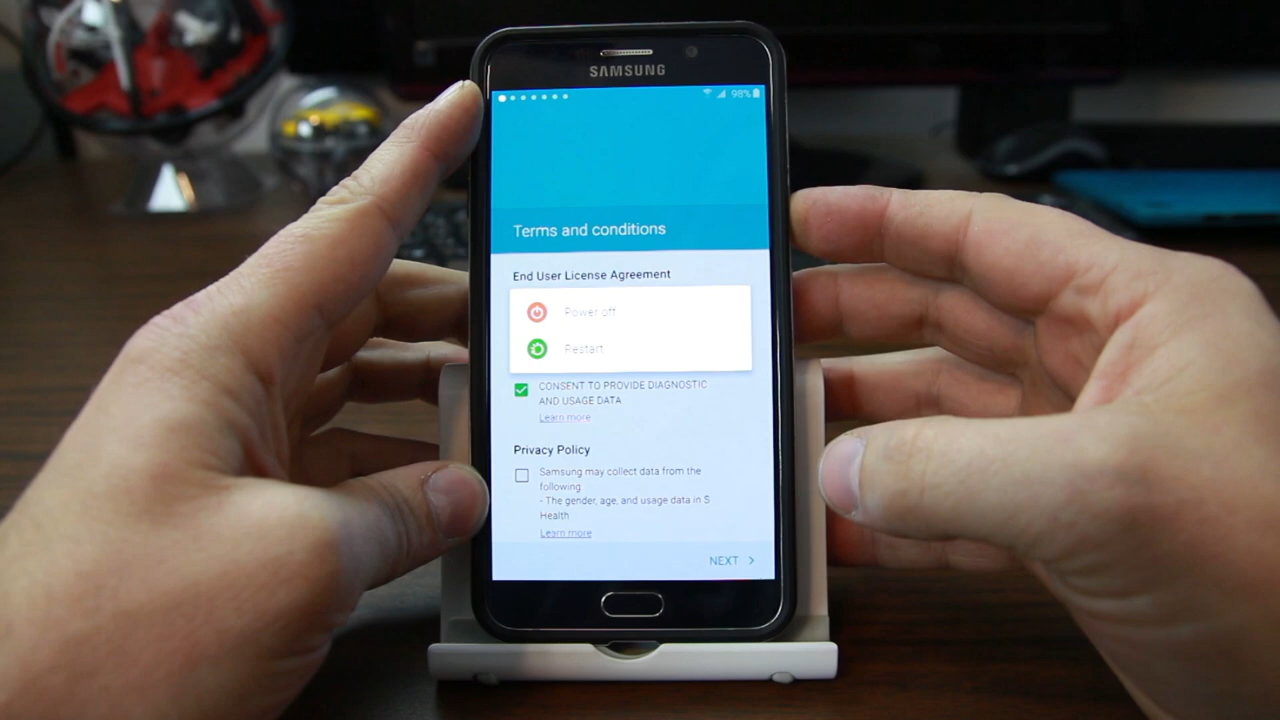 SAMSUNG
98%
Terms and conditions
End User License Agreement
Power off
Restart
CONSENT TO PROVIDE DIAGNOSTIC
AND USAGE DATA
Learn more
Privacy Policy
Samsung may collect data from the
following:
- The gender, age, and usage data in S
Health
Learn more
NEXT >